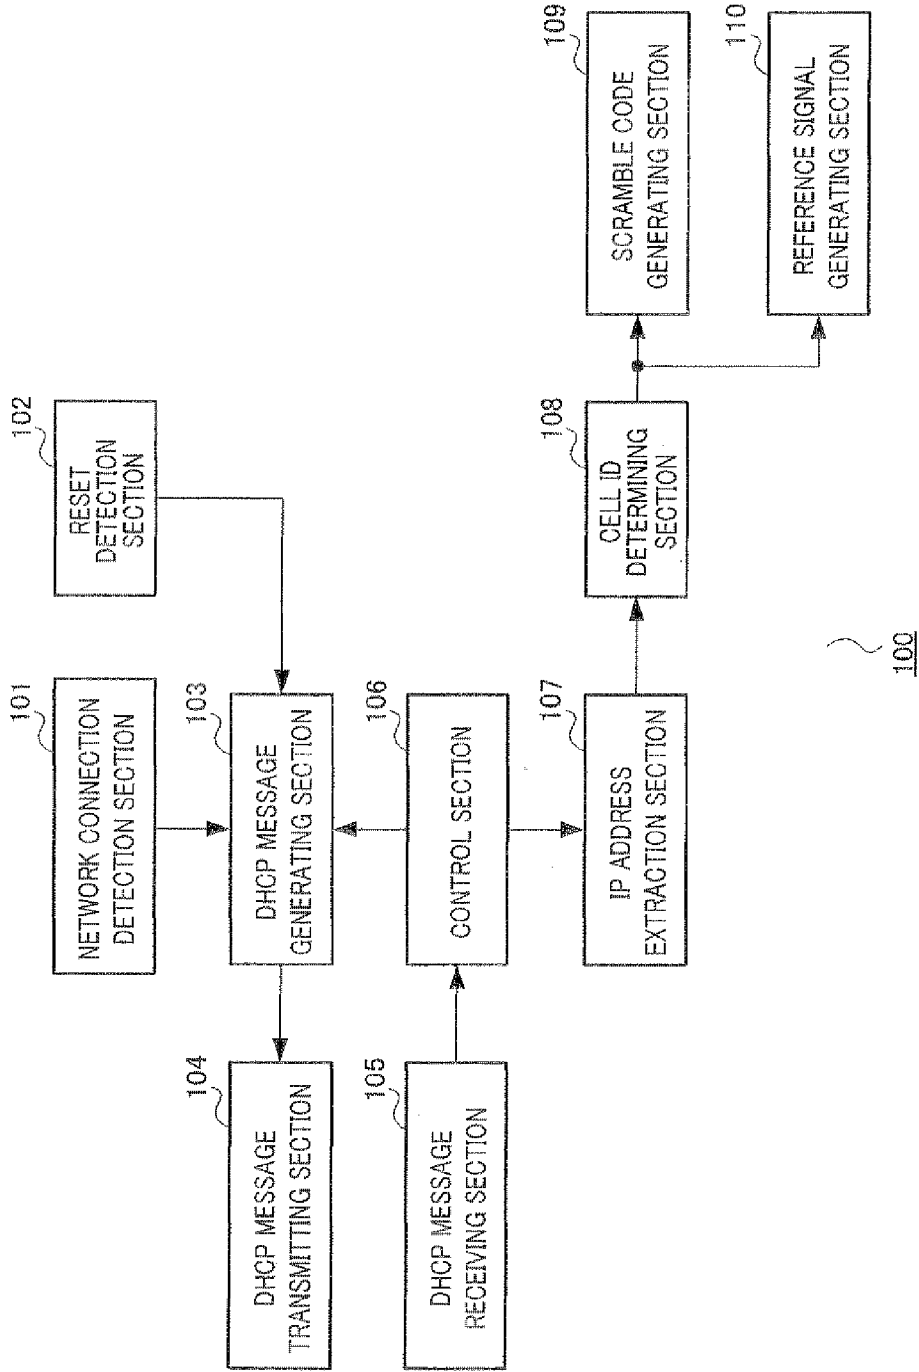 101
NETWORK CONNECTION
DETECTION SECTION
102
RESET
DETECTION
SECTION
104
DHCP MESSAGE
TRANSMITTING SECTION
103
DHCP MESSAGE
GENERATING SECTION
105
DHCP MESSAGE
RECEIVING SECTION
106
CONTROL SECTION
107
IP ADDRESS
EXTRACTION SECTION
108
CELL ID
DETERMINING
SECTION
109
SCRAMBLE CODE
GENERATING SECTION
110
REFERENCE SIGNAL
GENERATING SECTION
100